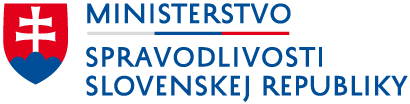 MINISTERSTVO
SPRAVODLIVOSTI
SLOVENSKEJ REPUBLIKY